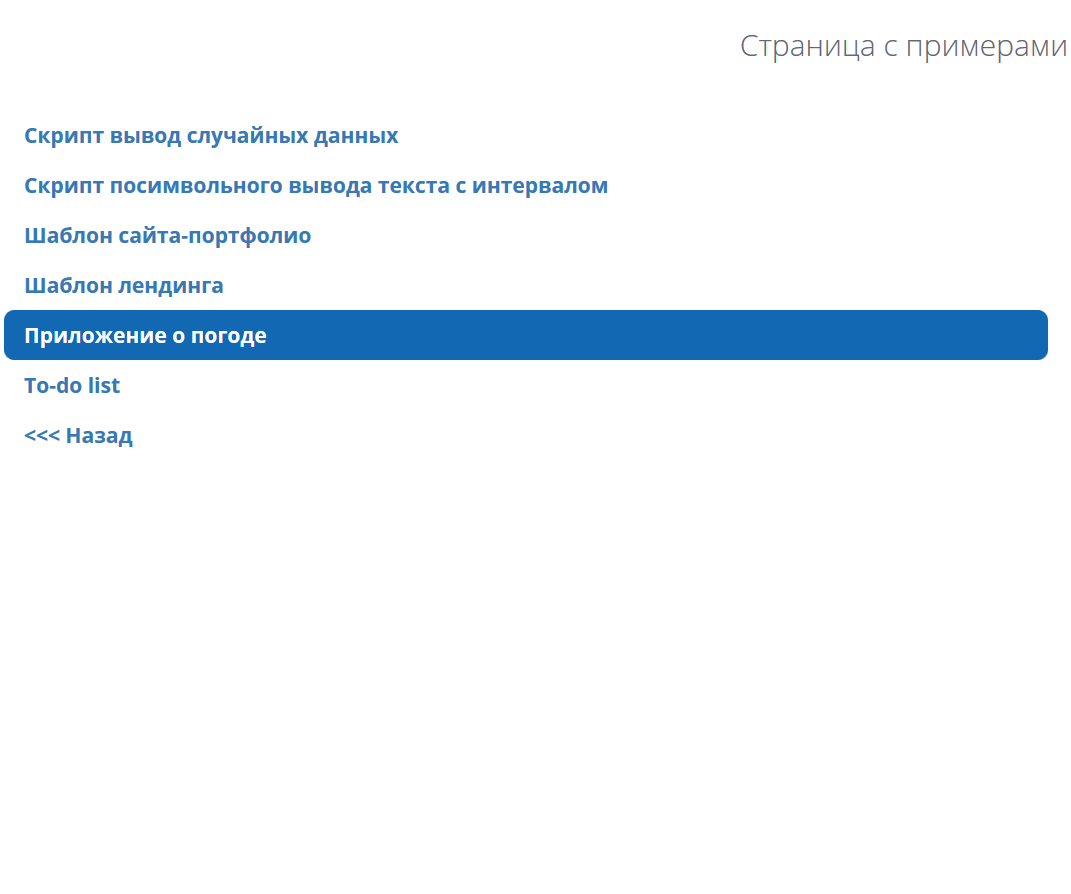 Страница с примерами
Скрипт вывод случайных данных
Скрипт посимвольного вывода текста с интервалом
Шаблон сайта-портфолио
Шаблон лендинга
Приложение о погоде
To-do list
<<< Назад